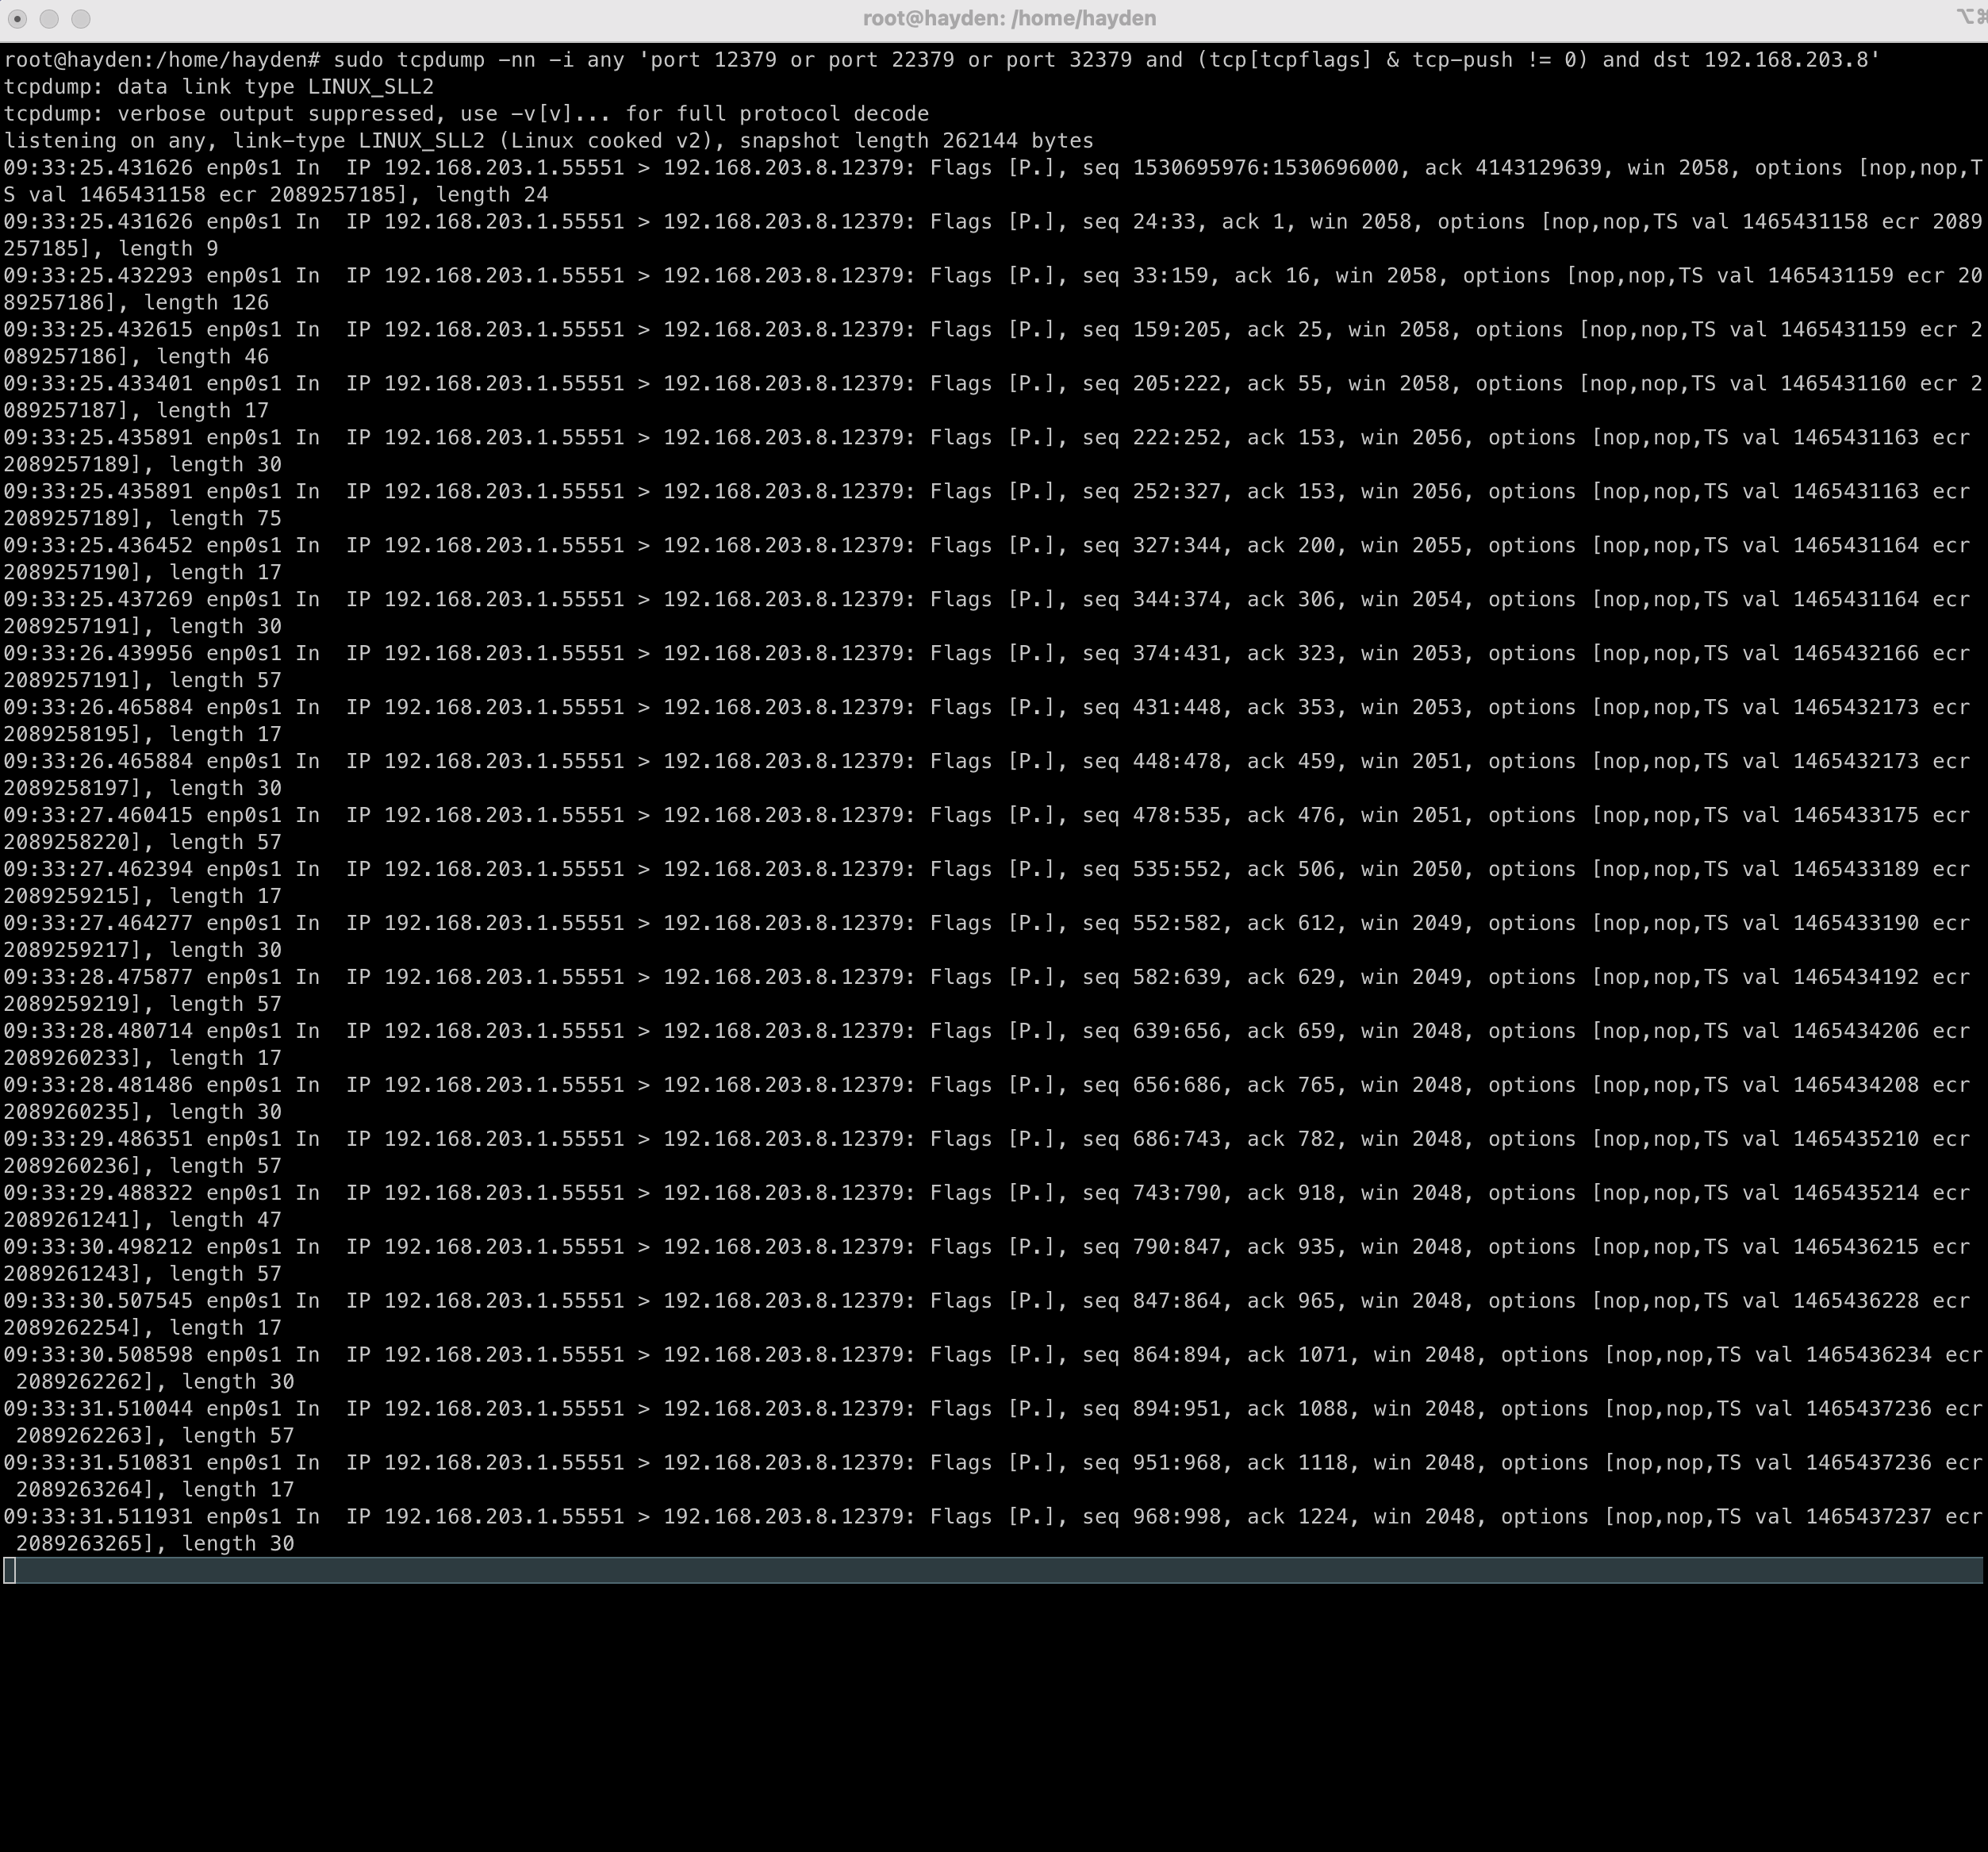 root@hayden: /home/hayden
root@hayden:/home/hayden# sudo tcpdump -nn -i any 'port 12379 or port 22379 or port 32379 and (tcp[tcpflags] & tcp-push != 0) and dst 192.168.203.8'
tcpdump: data link type LINUX_SLL2
tcpdump: verbose output suppressed, use -v[v]... for full protocol decode
listening on any, link-type LINUX_SLL2 (Linux cooked v2), snapshot length 262144 bytes
09:33:25.431626 enp0s1 In  IP 192.168.203.1.55551 > 192.168.203.8.12379: Flags [P.], seq 1530695976:1530696000, ack 4143129639, win 2058, options [nop,nop,T
S val 1465431158 ecr 2089257185], length 24
09:33:25.431626 enp0s1 In  IP 192.168.203.1.55551 > 192.168.203.8.12379: Flags [P.], seq 24:33, ack 1, win 2058, options [nop,nop,TS val 1465431158 ecr 2089
257185], length 9
09:33:25.432293 enp0s1 In  IP 192.168.203.1.55551 > 192.168.203.8.12379: Flags [P.], seq 33:159, ack 16, win 2058, options [nop,nop,TS val 1465431159 ecr 20
89257186], length 126
09:33:25.432615 enp0s1 In  IP 192.168.203.1.55551 > 192.168.203.8.12379: Flags [P.], seq 159:205, ack 25, win 2058, options [nop,nop,TS val 1465431159 ecr 2
089257186], length 46
09:33:25.433401 enp0s1 In  IP 192.168.203.1.55551 > 192.168.203.8.12379: Flags [P.], seq 205:222, ack 55, win 2058, options [nop,nop,TS val 1465431160 ecr 2
089257187], length 17
09:33:25.435891 enp0s1 In  IP 192.168.203.1.55551 > 192.168.203.8.12379: Flags [P.], seq 222:252, ack 153, win 2056, options [nop,nop,TS val 1465431163 ecr
2089257189], length 30
09:33:25.435891 enp0s1 In  IP 192.168.203.1.55551 > 192.168.203.8.12379: Flags [P.], seq 252:327, ack 153, win 2056, options [nop,nop,TS val 1465431163 ecr
2089257189], length 75
09:33:25.436452 enp0s1 In  IP 192.168.203.1.55551 > 192.168.203.8.12379: Flags [P.], seq 327:344, ack 200, win 2055, options [nop,nop,TS val 1465431164 ecr
2089257190], length 17
09:33:25.437269 enp0s1 In  IP 192.168.203.1.55551 > 192.168.203.8.12379: Flags [P.], seq 344:374, ack 306, win 2054, options [nop,nop,TS val 1465431164 ecr
2089257191], length 30
09:33:26.439956 enp0s1 In  IP 192.168.203.1.55551 > 192.168.203.8.12379: Flags [P.], seq 374:431, ack 323, win 2053, options [nop,nop,TS val 1465432166 ecr
2089257191], length 57
09:33:26.465884 enp0s1 In  IP 192.168.203.1.55551 > 192.168.203.8.12379: Flags [P.], seq 431:448, ack 353, win 2053, options [nop,nop,TS val 1465432173 ecr
2089258195], length 17
09:33:26.465884 enp0s1 In  IP 192.168.203.1.55551 > 192.168.203.8.12379: Flags [P.], seq 448:478, ack 459, win 2051, options [nop,nop,TS val 1465432173 ecr
2089258197], length 30
09:33:27.460415 enp0s1 In  IP 192.168.203.1.55551 > 192.168.203.8.12379: Flags [P.], seq 478:535, ack 476, win 2051, options [nop,nop,TS val 1465433175 ecr
2089258220], length 57
09:33:27.462394 enp0s1 In  IP 192.168.203.1.55551 > 192.168.203.8.12379: Flags [P.], seq 535:552, ack 506, win 2050, options [nop,nop,TS val 1465433189 ecr
2089259215], length 17
09:33:27.464277 enp0s1 In  IP 192.168.203.1.55551 > 192.168.203.8.12379: Flags [P.], seq 552:582, ack 612, win 2049, options [nop,nop,TS val 1465433190 ecr
2089259217], length 30
09:33:28.475877 enp0s1 In  IP 192.168.203.1.55551 > 192.168.203.8.12379: Flags [P.], seq 582:639, ack 629, win 2049, options [nop,nop,TS val 1465434192 ecr
2089259219], length 57
09:33:28.480714 enp0s1 In  IP 192.168.203.1.55551 > 192.168.203.8.12379: Flags [P.], seq 639:656, ack 659, win 2048, options [nop,nop,TS val 1465434206 ecr
2089260233], length 17
09:33:28.481486 enp0s1 In  IP 192.168.203.1.55551 > 192.168.203.8.12379: Flags [P.], seq 656:686, ack 765, win 2048, options [nop,nop,TS val 1465434208 ecr
2089260235], length 30
09:33:29.486351 enp0s1 In  IP 192.168.203.1.55551 > 192.168.203.8.12379: Flags [P.], seq 686:743, ack 782, win 2048, options [nop,nop,TS val 1465435210 ecr
2089260236], length 57
09:33:29.488322 enp0s1 In  IP 192.168.203.1.55551 > 192.168.203.8.12379: Flags [P.], seq 743:790, ack 918, win 2048, options [nop,nop,TS val 1465435214 ecr
2089261241], length 47
09:33:30.498212 enp0s1 In  IP 192.168.203.1.55551 > 192.168.203.8.12379: Flags [P.], seq 790:847, ack 935, win 2048, options [nop,nop,TS val 1465436215 ecr
2089261243], length 57
09:33:30.507545 enp0s1 In  IP 192.168.203.1.55551 > 192.168.203.8.12379: Flags [P.], seq 847:864, ack 965, win 2048, options [nop,nop,TS val 1465436228 ecr
2089262254], length 17
09:33:30.508598 enp0s1 In  IP 192.168.203.1.55551 > 192.168.203.8.12379: Flags [P.], seq 864:894, ack 1071, win 2048, options [nop,nop,TS val 1465436234 ecr
 2089262262], length 30
09:33:31.510044 enp0s1 In  IP 192.168.203.1.55551 > 192.168.203.8.12379: Flags [P.], seq 894:951, ack 1088, win 2048, options [nop,nop,TS val 1465437236 ecr
 2089262263], length 57
09:33:31.510831 enp0s1 In  IP 192.168.203.1.55551 > 192.168.203.8.12379: Flags [P.], seq 951:968, ack 1118, win 2048, options [nop,nop,TS val 1465437236 ecr
 2089263264], length 17
09:33:31.511931 enp0s1 In  IP 192.168.203.1.55551 > 192.168.203.8.12379: Flags [P.], seq 968:998, ack 1224, win 2048, options [nop,nop,TS val 1465437237 ecr
 2089263265], length 30